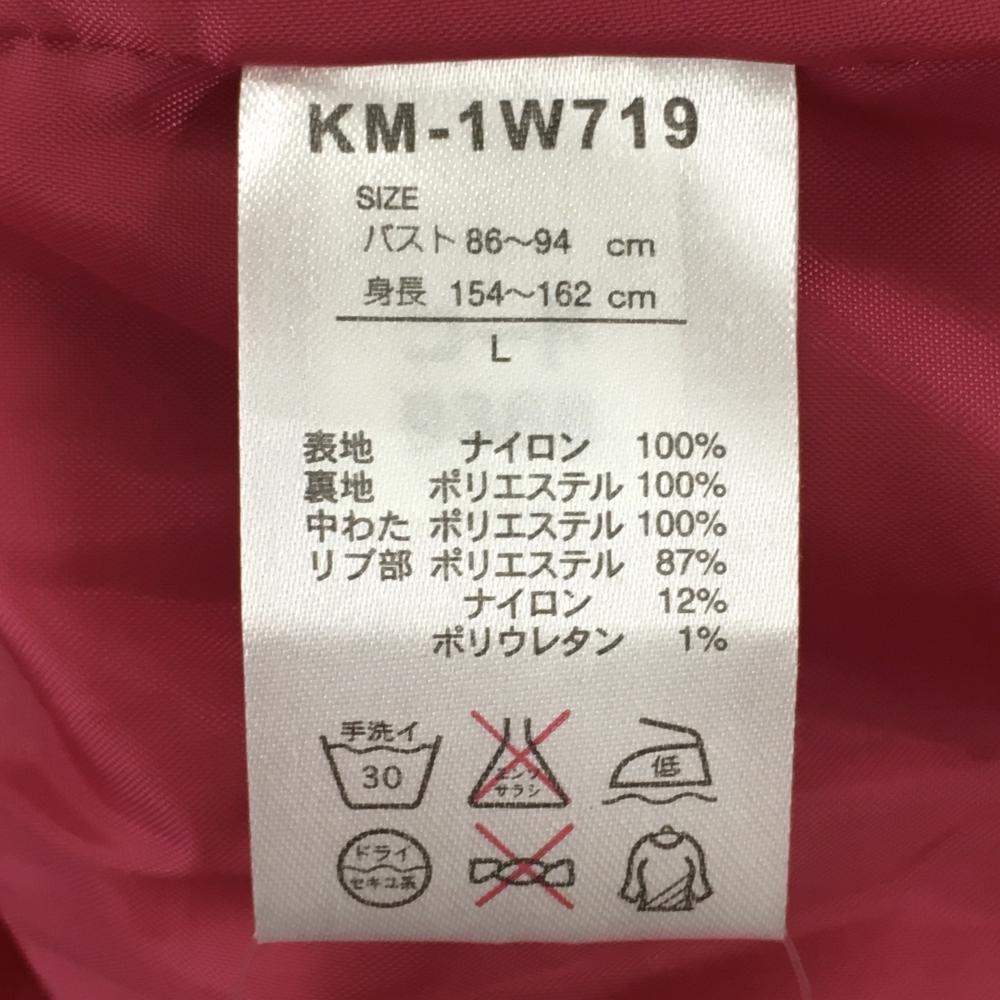 KM-1W719
SIZE
バスト 86～94 cm
身長 154～162 cm
L
表地 ナイロン 100%
裏地 ポリエステル 100%
中わた ポリエステル 100%
リブ部 ポリエステル 87%
ナイロン 12%
ポリウレタン 1%
手洗イ
30
エンソ
サラシ
低
ドライ
セキユ系